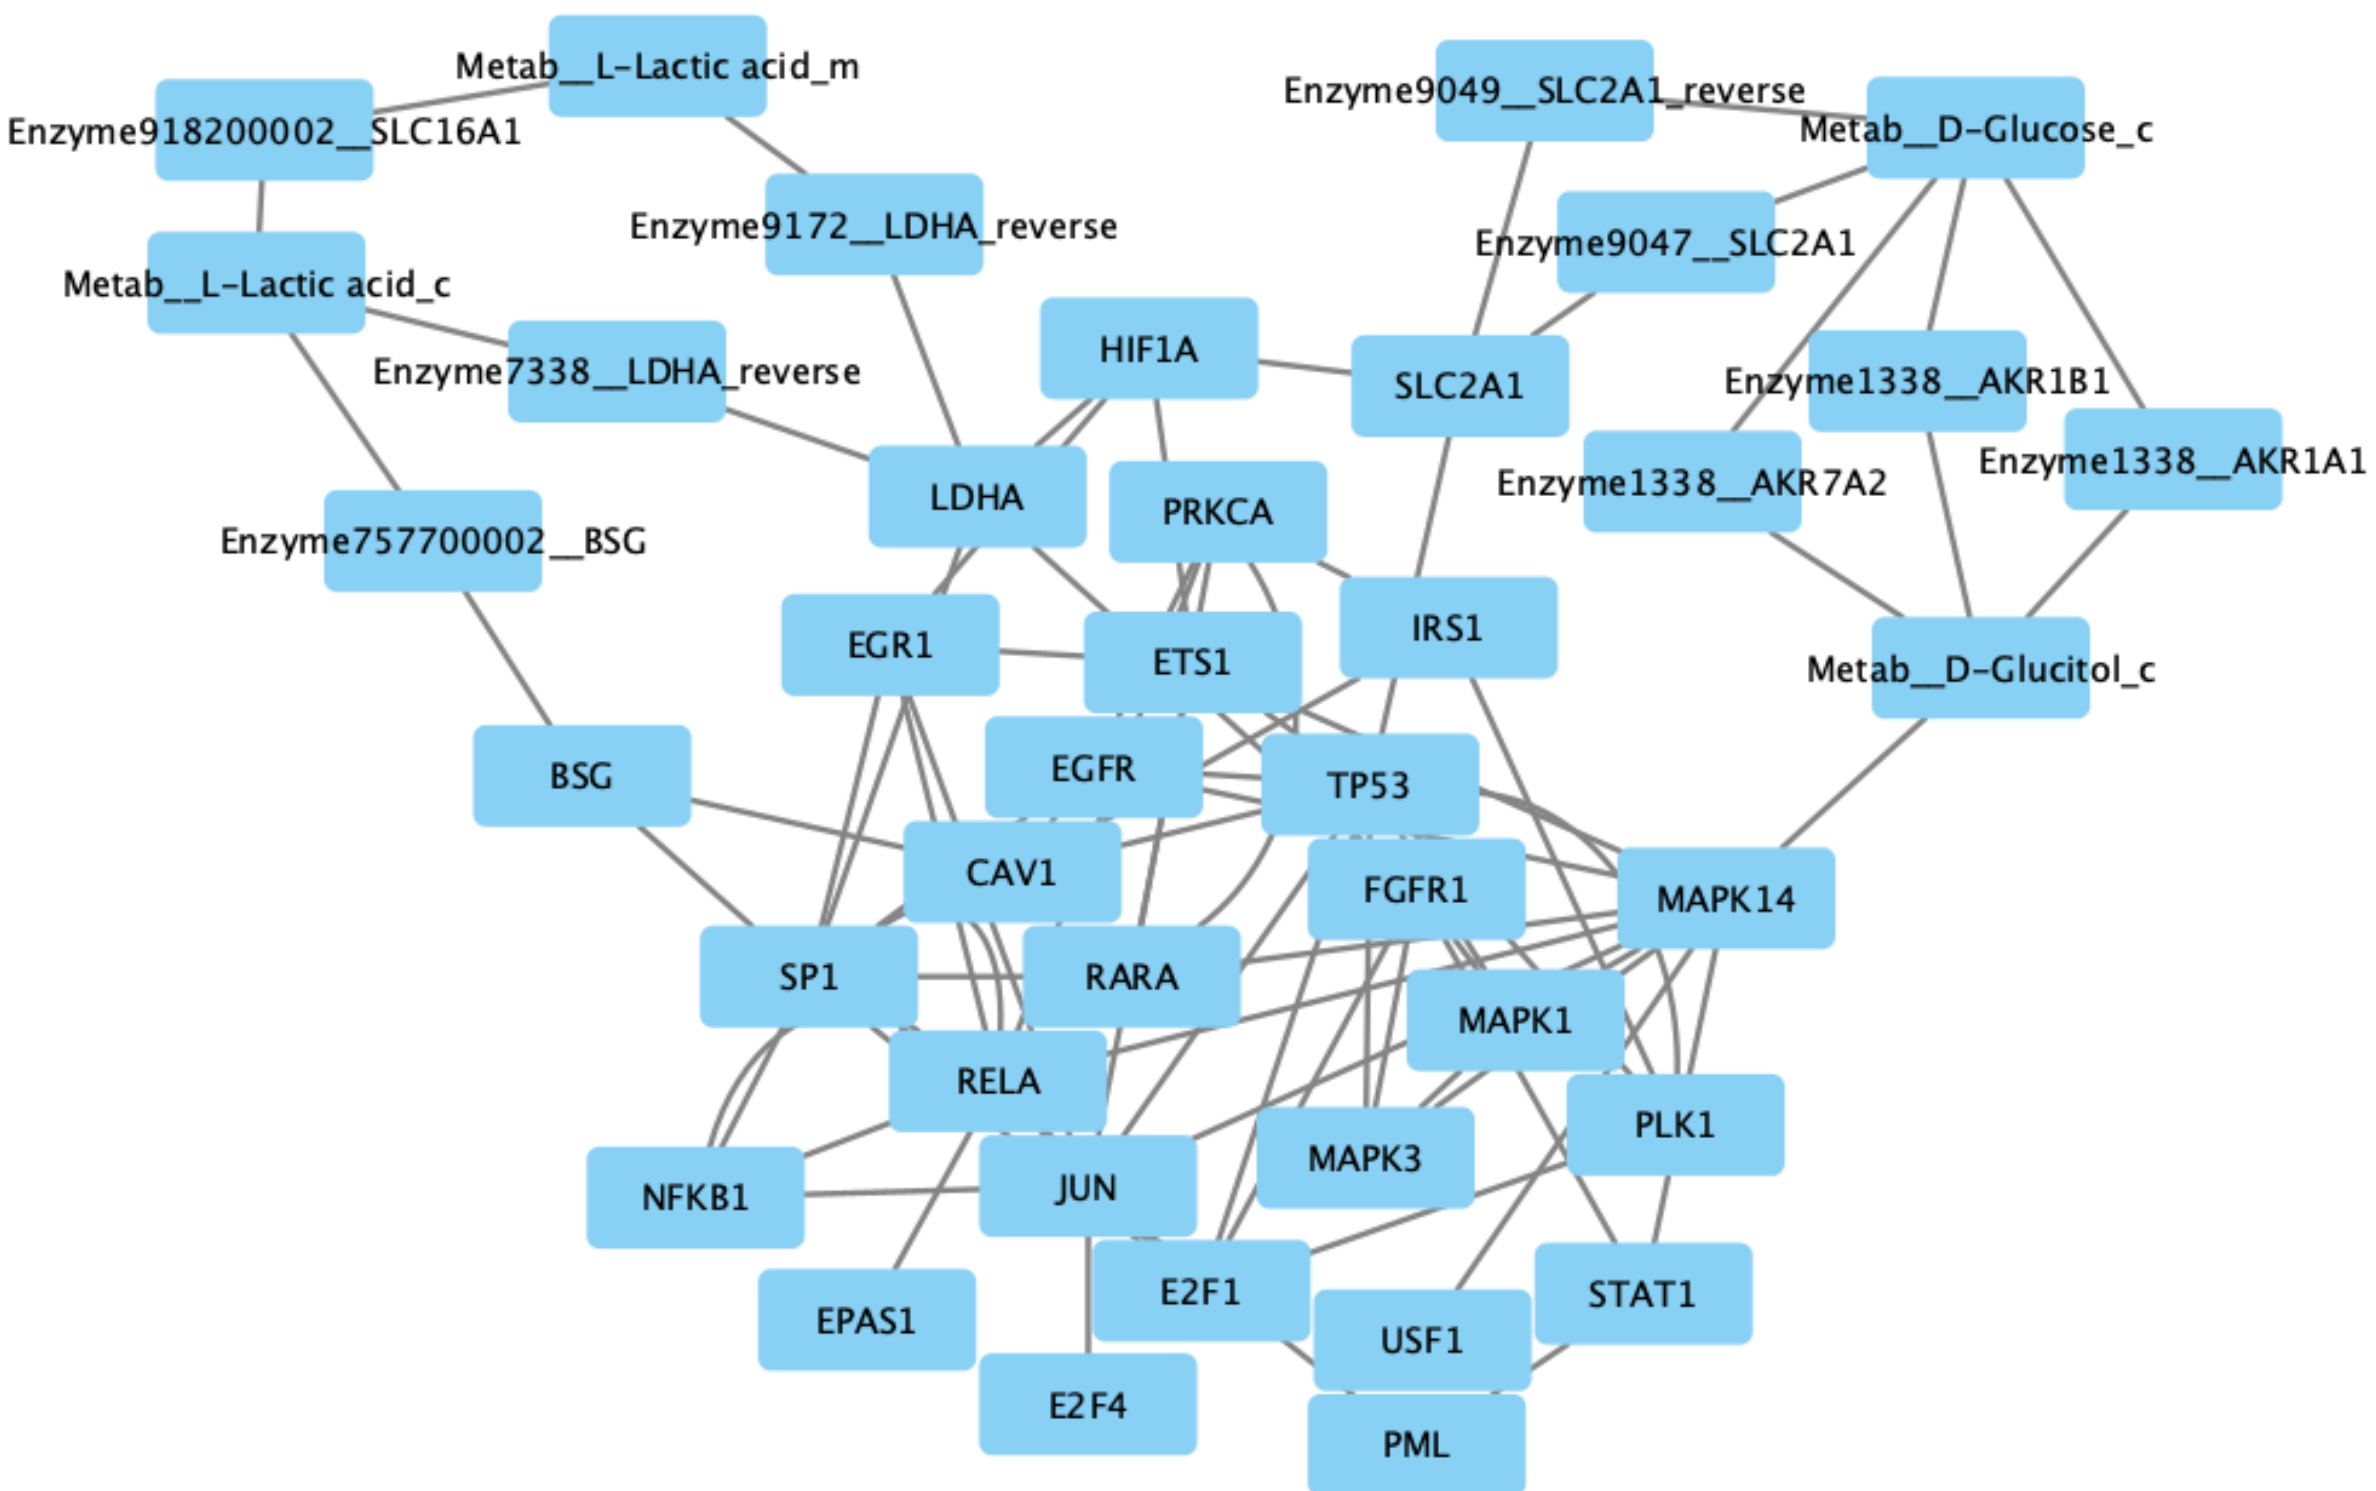 Metab__L-Lactic acid_m
Enzyme9049__SLC2A1_reverse
Metab__D-Glucose_c
Enzyme918200002__SLC16A1
Enzyme9172__LDHA_reverse
Enzyme9047__SLC2A1
Metab__L-Lactic acid_c
HIF1A
Enzyme7338__LDHA_reverse
SLC2A1
Enzyme1338__AKR1B1
Enzyme1338__AKR1A1
Enzyme1338__AKR7A2
LDHA
PRKCA
Enzyme757700002__BSG
IRS1
EGR1
ETS1
Metab__D-Glucitol_c
EGFR
BSG
TP53
CAV1
FGFR1
MAPK14
SP1
RARA
MAPK1
RELA
PLK1
MAPK3
JUN
NFKB1
E2F1
STAT1
EPAS1
USF1
E2F4
PML